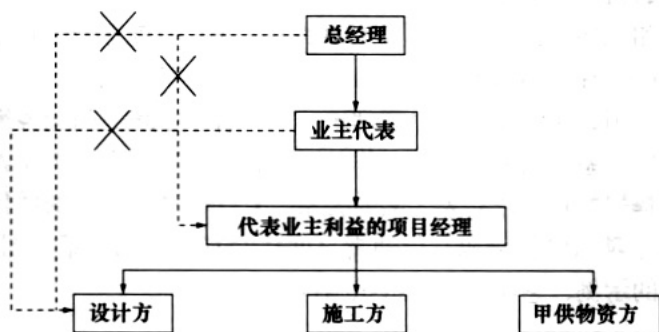 总经理
业主代表
代表业主利益的项目经理
设计方
施工方
甲供物资方